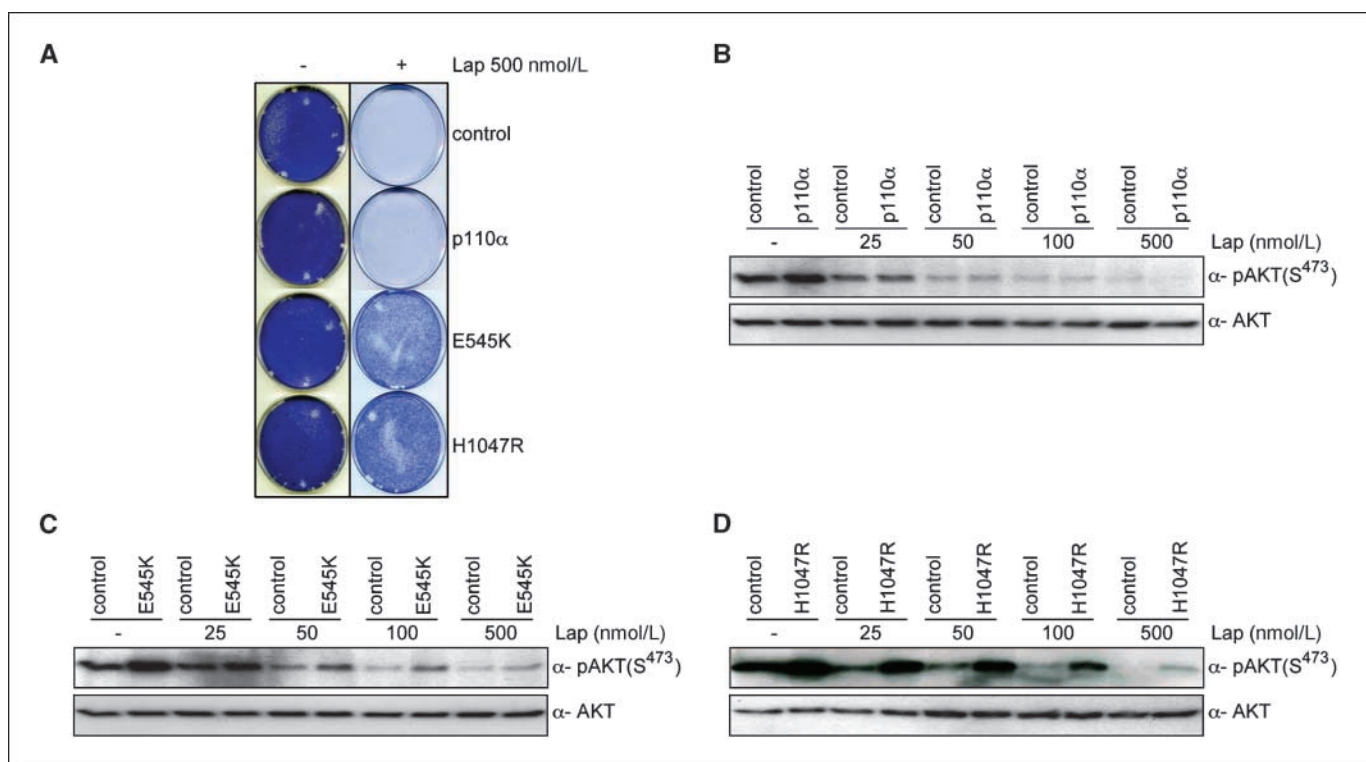 A
- + Lap 500 nmol/L
control
p110α
E545K
H1047R
B
control p110α control p110α control p110α control p110α control p110α
- 25 50 100 500 Lap (nmol/L)
α- pAKT(S473)
α- AKT
C
control E545K control E545K control E545K control E545K control E545K
- 25 50 100 500 Lap (nmol/L)
α- pAKT(S473)
α- AKT
D
control H1047R control H1047R control H1047R control H1047R control H1047R
- 25 50 100 500 Lap (nmol/L)
α- pAKT(S473)
α- AKT